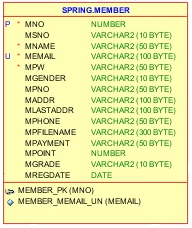 SPRING.MEMBER
P * MNO NUMBER
MSNO VARCHAR2 (10 BYTE)
* MNAME VARCHAR2 (50 BYTE)
U * MEMAIL VARCHAR2 (100 BYTE)
* MPW VARCHAR2 (50 BYTE)
MGENDER VARCHAR2 (10 BYTE)
MPNO VARCHAR2 (50 BYTE)
MADDR VARCHAR2 (100 BYTE)
MLASTADDR VARCHAR2 (100 BYTE)
MPHONE VARCHAR2 (50 BYTE)
MPFILENAME VARCHAR2 (300 BYTE)
MPAYMENT VARCHAR2 (50 BYTE)
MPOINT NUMBER
MGRADE VARCHAR2 (10 BYTE)
MREGDATE DATE
MEMBER_PK (MNO)
MEMBER_MEMAIL_UN (MEMAIL)